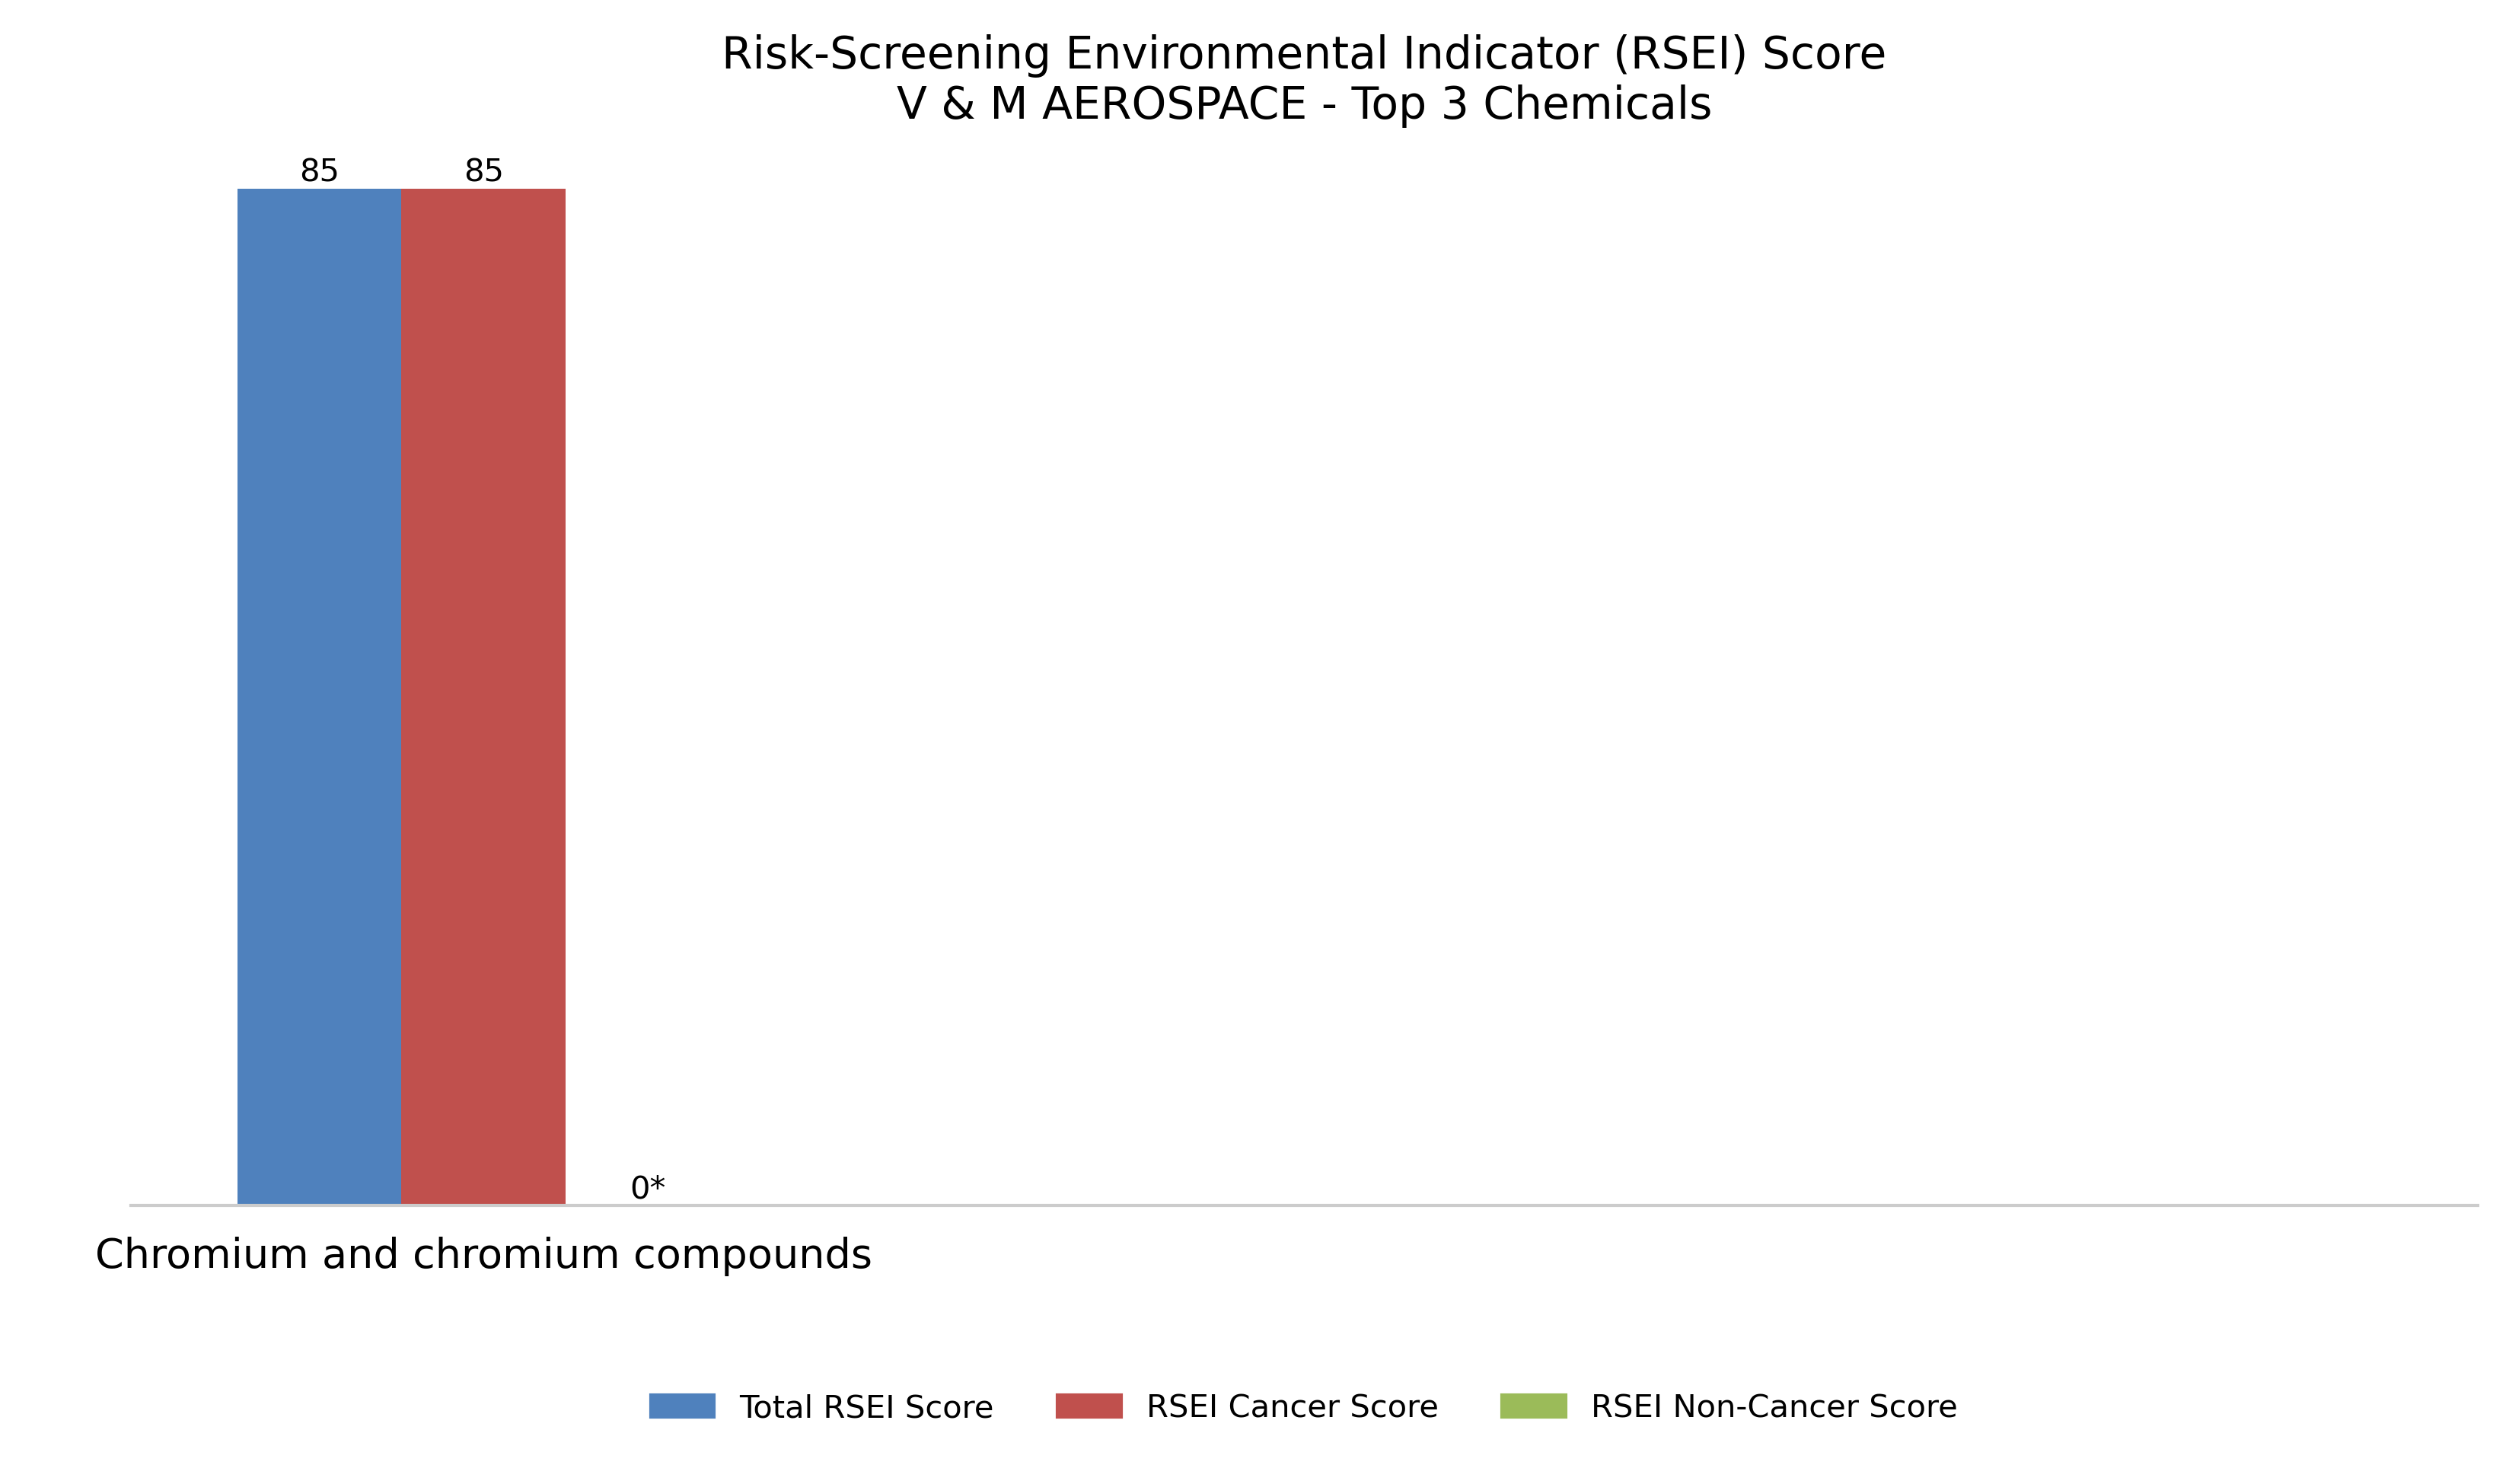 Risk-Screening Environmental Indicator (RSEI) Score
V & M AEROSPACE - Top 3 Chemicals
85
85
0*
Chromium and chromium compounds
Total RSEI Score
RSEI Cancer Score
RSEI Non-Cancer Score